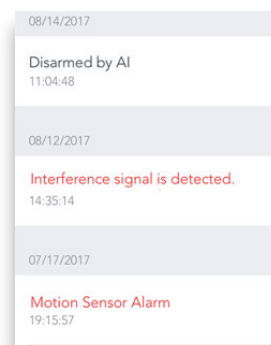 08/14/2017
Disarmed by Al
11:04:48
08/12/2017
Interference signal is detected.
14:35:14
07/17/2017
Motion Sensor Alarm
19:15:57